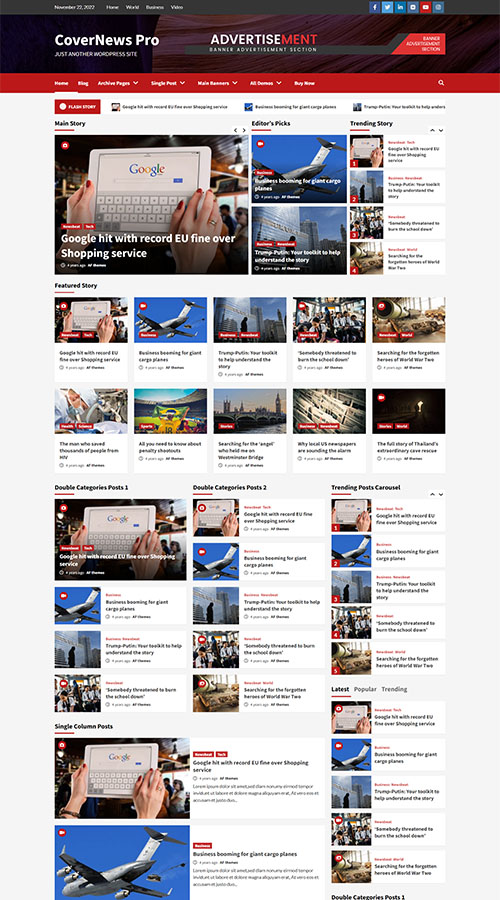 November 22, 2022 Home World Business Video
CoverNews Pro
JUST ANOTHER WORDPRESS SITE
ADVERTISEMENT
BANNER ADVERTISEMENT SECTION
BANNER
ADVERTISEMENT
SECTION
Home Blog Archive Pages Single Post Main Banners All Demos Buy Now
FLASH STORY
Google hit with record EU fine over Shopping service
Business booming for giant cargo planes
Trump-Putin: Your toolkit to help unders
Main Story
Google
Newsbeat Tech
Google hit with record EU fine over
Shopping service
4 years ago AF themes
Editor's Picks
Business
Business booming for giant cargo
planes
4 years ago AF themes
Business Newsbeat
Trump-Putin: Your toolkit to help
understand the story
4 years ago AF themes
Trending Story
1
Newsbeat Tech
Google hit with record EU
fine over Shopping service
2
Business Newsbeat
Trump-Putin: Your toolkit
to help understand the
story
3
Newsbeat
'Somebody threatened to
burn the school down'
4
Newsbeat World
Searching for the
forgotten heroes of World
War Two
Featured Story
Newsbeat Tech
Google hit with record EU
fine over Shopping service
4 years ago AF themes
Business
Business booming for giant
cargo planes
4 years ago AF themes
Business Newsbeat
Trump-Putin: Your toolkit
to help understand the
story
4 years ago AF themes
Newsbeat
'Somebody threatened to
burn the school down'
4 years ago AF themes
Newsbeat World
Searching for the forgotten
heroes of World War Two
4 years ago AF themes
Health Science
The man who saved
thousands of people from
HIV
4 years ago AF themes
Sports
All you need to know about
penalty shootouts
4 years ago AF themes
Stories
Searching for the 'angel'
who held me on
Westminster Bridge
4 years ago AF themes
Business Newsbeat
Why local US newspapers
are sounding the alarm
4 years ago AF themes
Stories World
The full story of Thailand's
extraordinary cave rescue
4 years ago AF themes
Double Categories Posts 1
Google
Newsbeat Tech
Google hit with record EU fine over Shopping
service
4 years ago AF themes
Business
Business booming for giant
cargo planes
4 years ago AF themes
Business Newsbeat
Trump-Putin: Your toolkit to help
understand the story
4 years ago AF themes
Newsbeat
'Somebody threatened to burn
the school down'
4 years ago AF themes
Double Categories Posts 2
Newsbeat Tech
Google hit with record EU fine
over Shopping service
4 years ago AF themes
Business
Business booming for giant
cargo planes
4 years ago AF themes
Business Newsbeat
Trump-Putin: Your toolkit to help
understand the story
4 years ago AF themes
Newsbeat
'Somebody threatened to burn
the school down'
4 years ago AF themes
Newsbeat World
Searching for the forgotten
heroes of World War Two
4 years ago AF themes
Trending Posts Carousel
1
Newsbeat Tech
Google hit with record EU
fine over Shopping service
2
Business
Business booming for giant
cargo planes
3
Business Newsbeat
Trump-Putin: Your toolkit
to help understand the
story
4
Newsbeat
'Somebody threatened to
burn the school down'
5
Newsbeat World
Searching for the forgotten
heroes of World War Two
Latest Popular Trending
Newsbeat Tech
Google hit with record EU
fine over Shopping service
Business
Business booming for giant
cargo planes
Business Newsbeat
Trump-Putin: Your toolkit to
help understand the story
Newsbeat
'Somebody threatened to
burn the school down'
Newsbeat World
Searching for the forgotten
heroes of World War Two
Double Categories Posts 1
Single Column Posts
Google
Newsbeat Tech
Google hit with record EU fine over Shopping
service
4 years ago AF themes
Lorem ipsum dolor sit amet,sed diam nonumy eirmod tempor
invidunt ut labore et dolore magna aliquyam erat, At vero eos et
accusam et justo duo...
Business
Business booming for giant cargo planes
4 years ago AF themes
Lorem ipsum dolor sit amet,sed diam nonumy eirmod tempor
invidunt ut labore et dolore magna aliquyam erat, At vero eos et
accusam et justo duo...